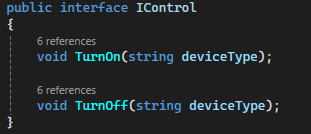 public interface IControl
{
6 references
void TurnOn(string deviceType);
6 references
void TurnOff(string deviceType);
}